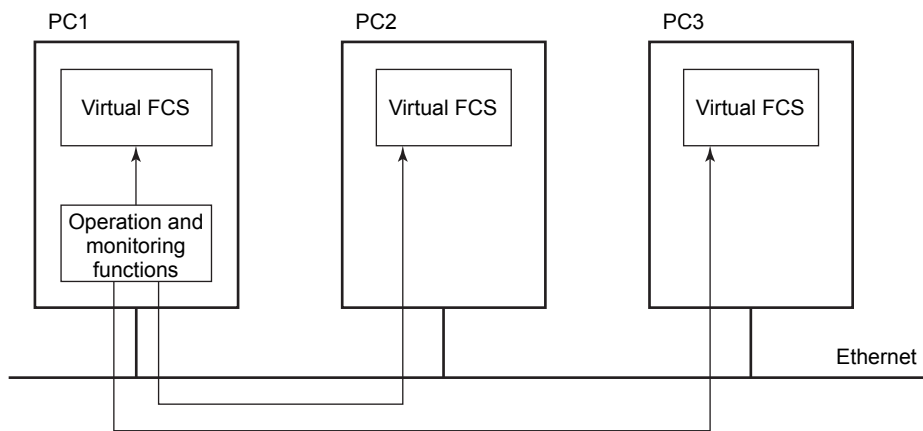 PC1
PC2
PC3
Virtual FCS
Virtual FCS
Virtual FCS
Operation and
monitoring
functions
Ethernet